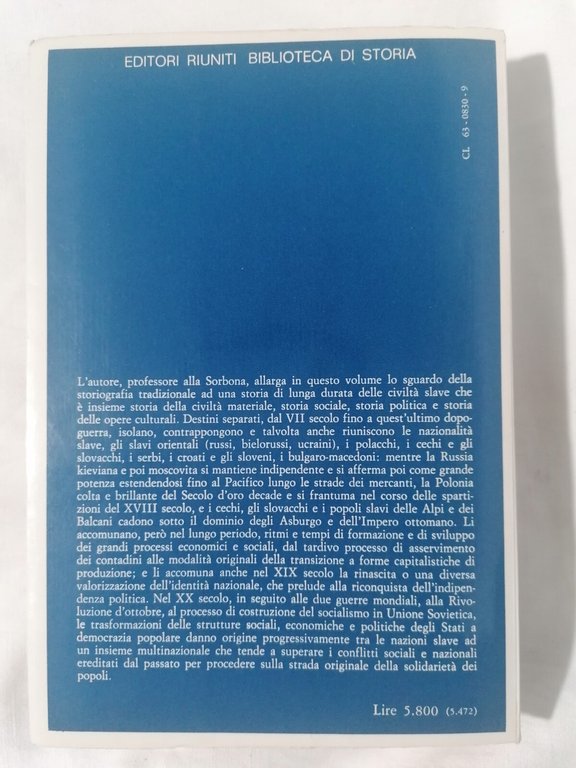 EDITORI RIUNITI BIBLIOTECA DI STORIA
CL 63 - 0830 - 9
L'autore, professore alla Sorbona, allarga in questo volume lo sguardo della
storiografia tradizionale ad una storia di lunga durata delle civiltà slave che
è insieme storia della civiltà materiale, storia sociale, storia politica e storia
delle opere culturali. Destini separati, dal VII secolo fino a quest'ultimo dopo-
guerra, isolano, contrappongono e talvolta anche riuniscono le nazionalità
slave, gli slavi orientali (russi, bielorussi, ucraini), i polacchi, i cechi e gli
slovacchi, i serbi, i croati e gli sloveni, i bulgaro-macedoni: mentre la Russia
kieviana e poi moscovita si mantiene indipendente e si afferma poi come grande
potenza estendendosi fino al Pacifico lungo le strade dei mercanti, la Polonia
colta e brillante del Secolo d'oro decade e si frantuma nel corso delle sparti-
zioni del XVIII secolo, e i cechi, gli slovacchi e i popoli slavi delle Alpi e dei
Balcani cadono sotto il dominio degli Asburgo e dell'Impero ottomano. Li
accomunano, però nel lungo periodo, ritmi e tempi di formazione e di sviluppo
dei grandi processi economici e sociali, dal tardivo processo di asservimento
dei contadini alle modalità originali della transizione a forme capitalistiche di
produzione; e li accomuna anche nel XIX secolo la rinascita o una diversa
valorizzazione dell'identità nazionale, che prelude alla riconquista dell'indipen-
denza politica. Nel XX secolo, in seguito alle due guerre mondiali, alla Rivo-
luzione d'ottobre, al processo di costruzione del socialismo in Unione Sovietica,
le trasformazioni delle strutture sociali, economiche e politiche degli Stati a
democrazia popolare danno origine progressivamente tra le nazioni slave ad
un insieme multinazionale che tende a superare i conflitti sociali e nazionali
ereditati dal passato per procedere sulla strada originale della solidarietà dei
popoli.
Lire 5.800 (5.472)